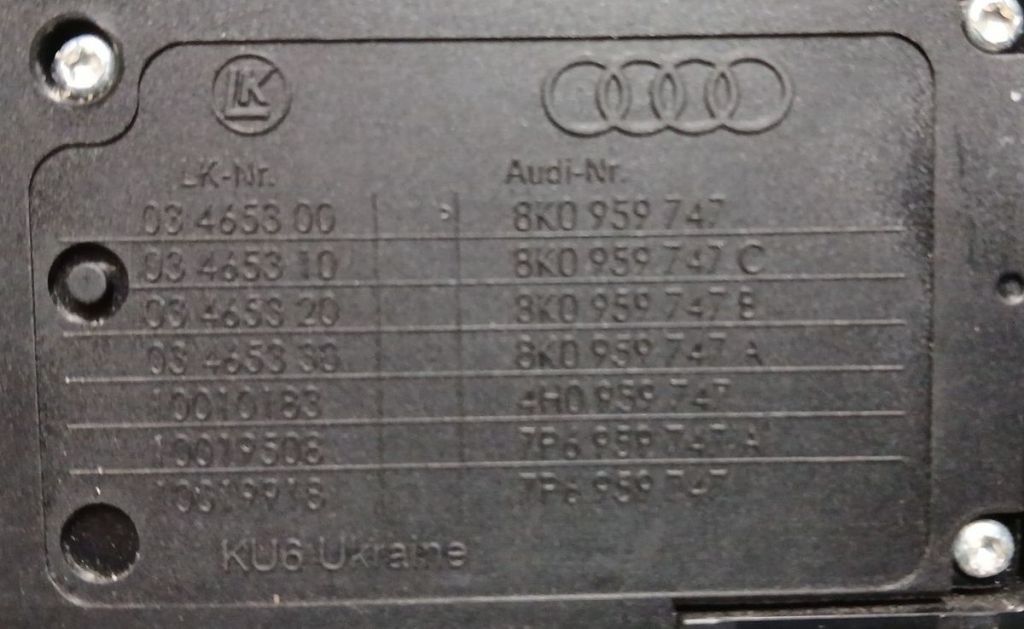 LK
LK-Nr. Audi-Nr.
03 4653 00 8K0 959 747
03 4653 10 8K0 959 747 C
03 4653 20 8K0 959 747 B
03 4653 30 8K0 959 747 A
10010183 4H0 959 747
10019508 7P6 959 747 A
10019918 7P6 959 747
KU6 Ukraine